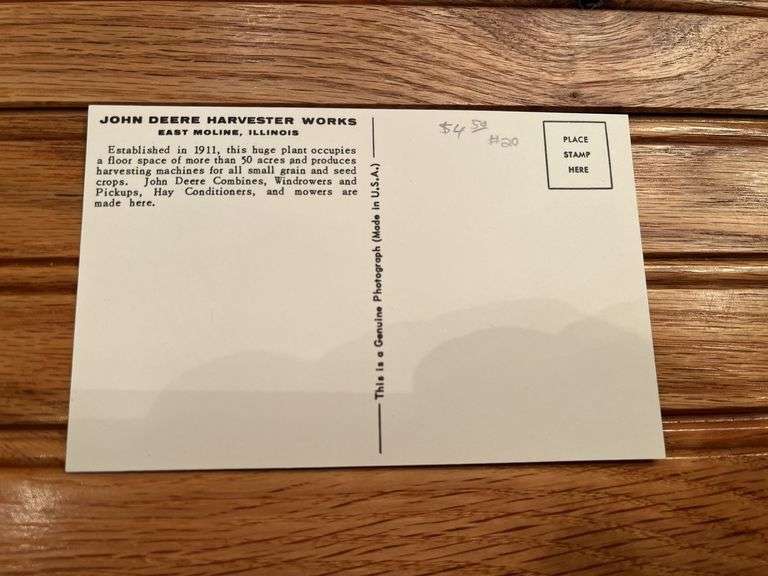 JOHN DEERE HARVESTER WORKS
EAST MOLINE, ILLINOIS
Established in 1911, this huge plant occupies
a floor space of more than 50 acres and produces
harvesting machines for all small grain and seed
crops. John Deere Combines, Windrowers and
Pickups, Hay Conditioners, and mowers are
made here.
This is a Genuine Photograph (Made in U.S.A.)
$4 50
#20
PLACE
STAMP
HERE